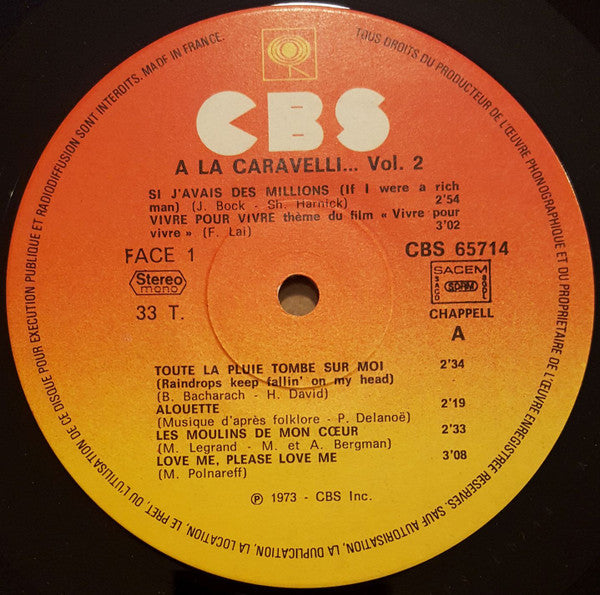 TOUS DROITS DU PRODUCTEUR DE L'ŒUVRE PHONOGRAPHIQUE ET DU PROPRIETAIRE DE L'ŒUVRE ENREGISTREE RESERVES. SAUF AUTORISATION, LA DUPLICATION, LA LOCATION, LE PRET, OU L'UTILISATION DE CE DISQUE POUR EXECUTION PUBLIQUE ET RADIODIFFUSION SONT INTERDITS. MADE IN FRANCE.
CBS
A LA CARAVELLI... Vol. 2
SI J'AVAIS DES MILLIONS (If I were a rich
man) (J. Bock - Sh. Harnick) 2'54
VIVRE POUR VIVRE thème du film « Vivre pour
vivre » (F. Lai) 3'02
FACE 1
CBS 65714
Stereo
mono
SACEM
SACD SDRM SGDL
33 T.
CHAPPELL
A
TOUTE LA PLUIE TOMBE SUR MOI 2'34
(Raindrops keep fallin' on my head)
(B. Bacharach - H. David)
ALOUETTE 2'19
(Musique d'après folklore - P. Delanoë)
LES MOULINS DE MON CŒUR 2'33
(M. Legrand - M. et A. Bergman)
LOVE ME, PLEASE LOVE ME 3'08
(M. Polnareff)
℗ 1973 - CBS Inc.